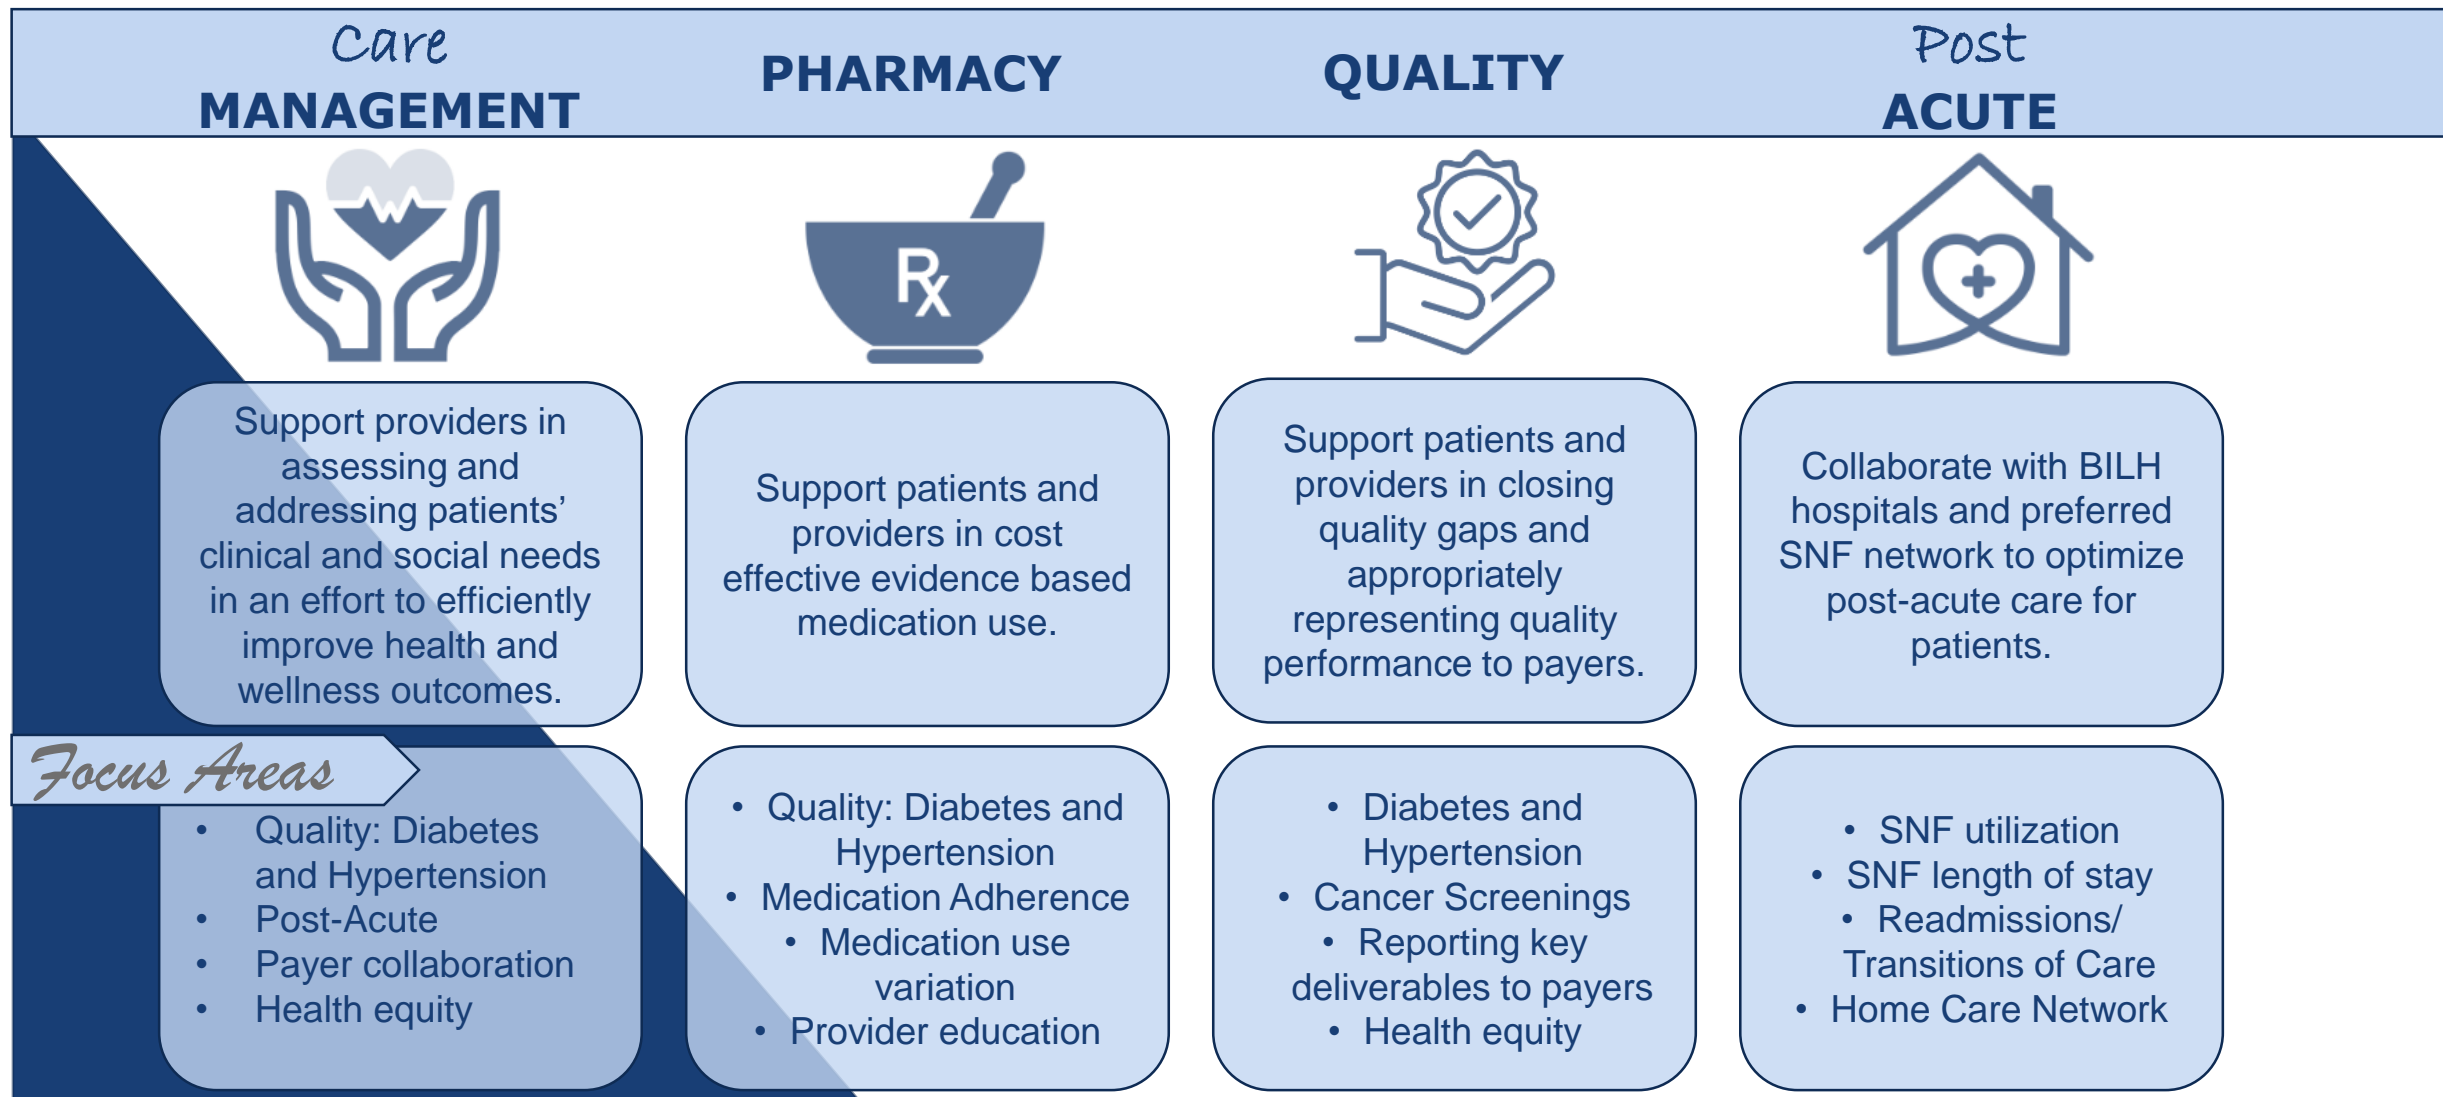 Care
MANAGEMENT
PHARMACY
QUALITY
Post
ACUTE
Rx
Support providers in
assessing and
addressing patients’
clinical and social needs
in an effort to efficiently
improve health and
wellness outcomes.
Support patients and
providers in cost
effective evidence based
medication use.
Support patients and
providers in closing
quality gaps and
appropriately
representing quality
performance to payers.
Collaborate with BILH
hospitals and preferred
SNF network to optimize
post-acute care for
patients.
Focus Areas
• Quality: Diabetes
and Hypertension
• Post-Acute
• Payer collaboration
• Health equity
• Quality: Diabetes and
Hypertension
• Medication Adherence
• Medication use
variation
• Provider education
• Diabetes and
Hypertension
• Cancer Screenings
• Reporting key
deliverables to payers
• Health equity
• SNF utilization
• SNF length of stay
• Readmissions/
Transitions of Care
• Home Care Network